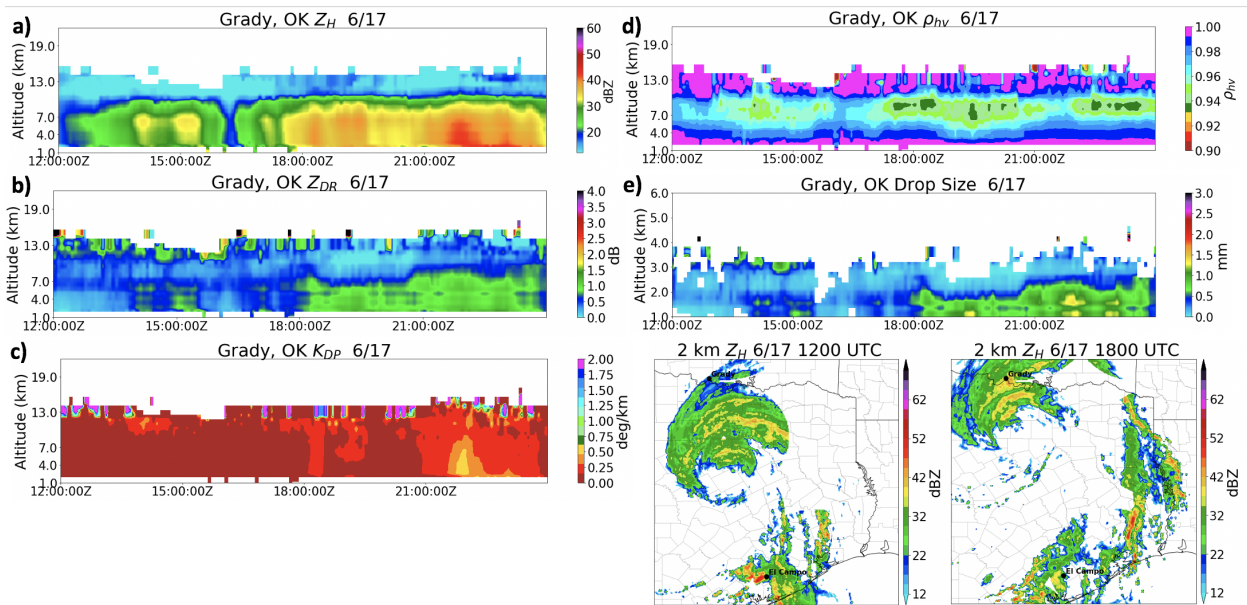 a)
Grady, OK Z_H 6/17
Altitude (km)
19.0
13.0
7.0
4.0
1.0
12:00:00Z 15:00:00Z 18:00:00Z 21:00:00Z
60
50
40
30
20
dBZ
b)
Grady, OK Z_DR 6/17
Altitude (km)
19.0
13.0
7.0
4.0
1.0
12:00:00Z 15:00:00Z 18:00:00Z 21:00:00Z
4.0
3.5
3.0
2.5
2.0
1.5
1.0
0.5
0.0
dB
c)
Grady, OK K_DP 6/17
Altitude (km)
19.0
13.0
7.0
4.0
1.0
12:00:00Z 15:00:00Z 18:00:00Z 21:00:00Z
2.00
1.75
1.50
1.25
1.00
0.75
0.50
0.25
0.00
deg/km
d)
Grady, OK ρ_hv 6/17
Altitude (km)
19.0
13.0
7.0
4.0
1.0
12:00:00Z 15:00:00Z 18:00:00Z 21:00:00Z
1.00
0.98
0.96
0.94
0.92
0.90
ρ_hv
e)
Grady, OK Drop Size 6/17
Altitude (km)
6.0
5.0
4.0
3.0
2.0
1.0
12:00:00Z 15:00:00Z 18:00:00Z 21:00:00Z
3.0
2.5
2.0
1.5
1.0
0.5
0.0
mm
2 km Z_H 6/17 1200 UTC
Grady
El Campo
62
52
42
32
22
12
dBZ
2 km Z_H 6/17 1800 UTC
Grady
El Campo
62
52
42
32
22
12
dBZ